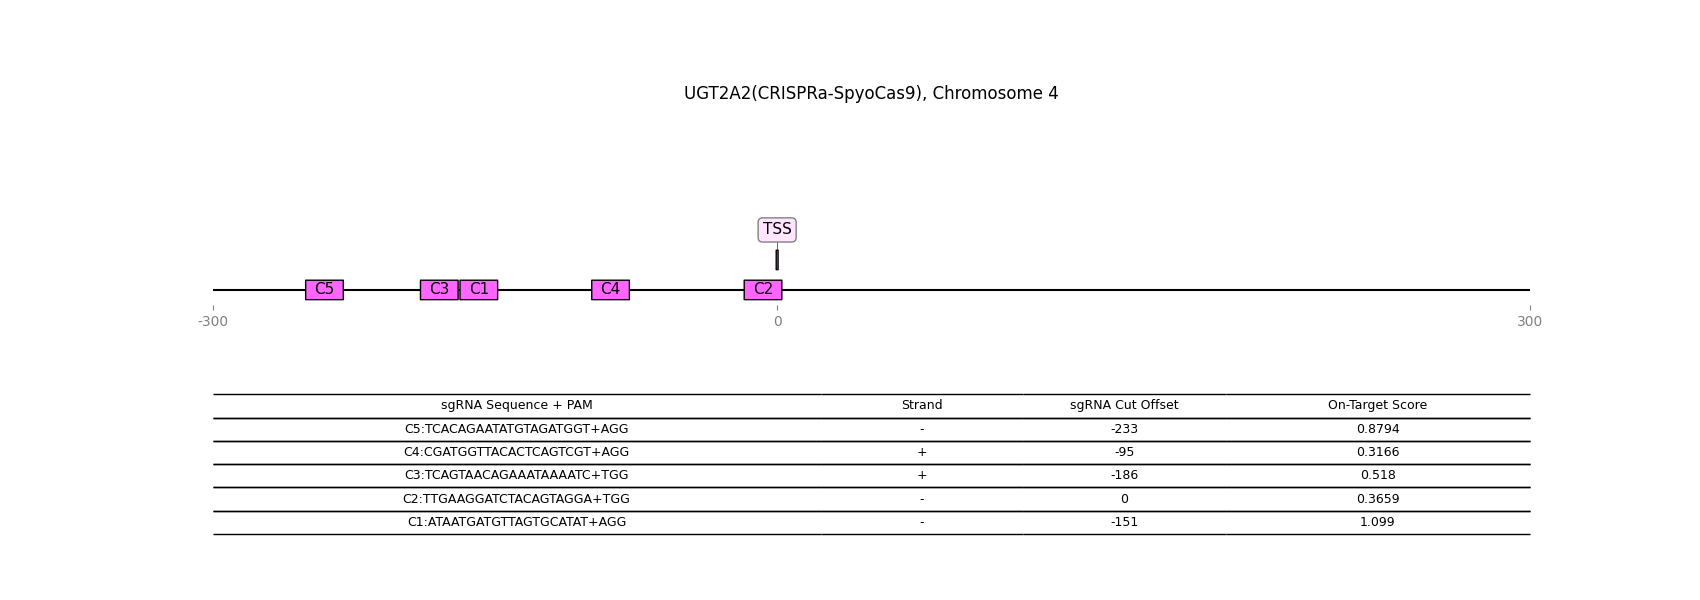 UGT2A2(CRISPRa-SpyoCas9), Chromosome 4
TSS
C5 C3 C1 C4 C2
-300 0 300
sgRNA Sequence + PAM Strand sgRNA Cut Offset On-Target Score
C5:TCACAGAATATGTAGATGGT+AGG - -233 0.8794
C4:CGATGGTTACACTCAGTCGT+AGG + -95 0.3166
C3:TCAGTAACAGAAATAAAATC+TGG + -186 0.518
C2:TTGAAGGATCTACAGTAGGA+TGG - 0 0.3659
C1:ATAATGATGTTAGTGCATAT+AGG - -151 1.099